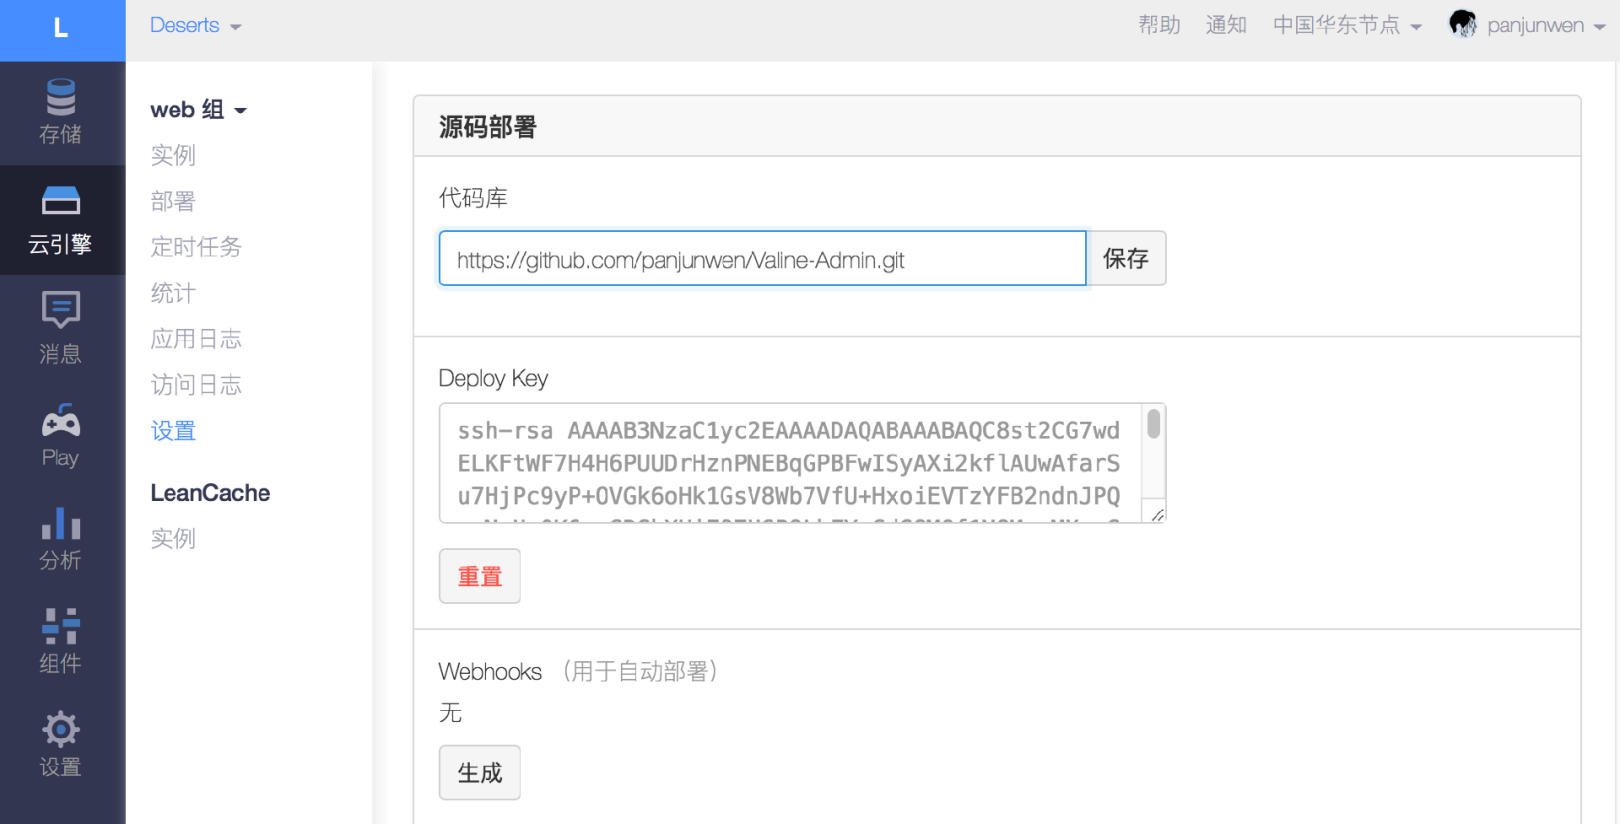 L
Deserts
帮助
通知
中国华东节点
panjunwen
存储
云引擎
消息
Play
分析
组件
设置
web 组
实例
部署
定时任务
统计
应用日志
访问日志
设置
LeanCache
实例
源码部署
代码库
https://github.com/panjunwen/Valine-Admin.git
保存
Deploy Key
ssh-rsa AAAAB3NzaC1yc2EAAAADAQABAAABAQC8st2CG7wd
ELKFtWF7H4H6PUUDrHznPNEBqGPBFwISyAXi2kflAUwAfarS
u7HjPc9yP+OVGk6oHk1GsV8Wb7VfU+HxoiEVTzYFB2ndnJPQ
重置
Webhooks （用于自动部署）
无
生成